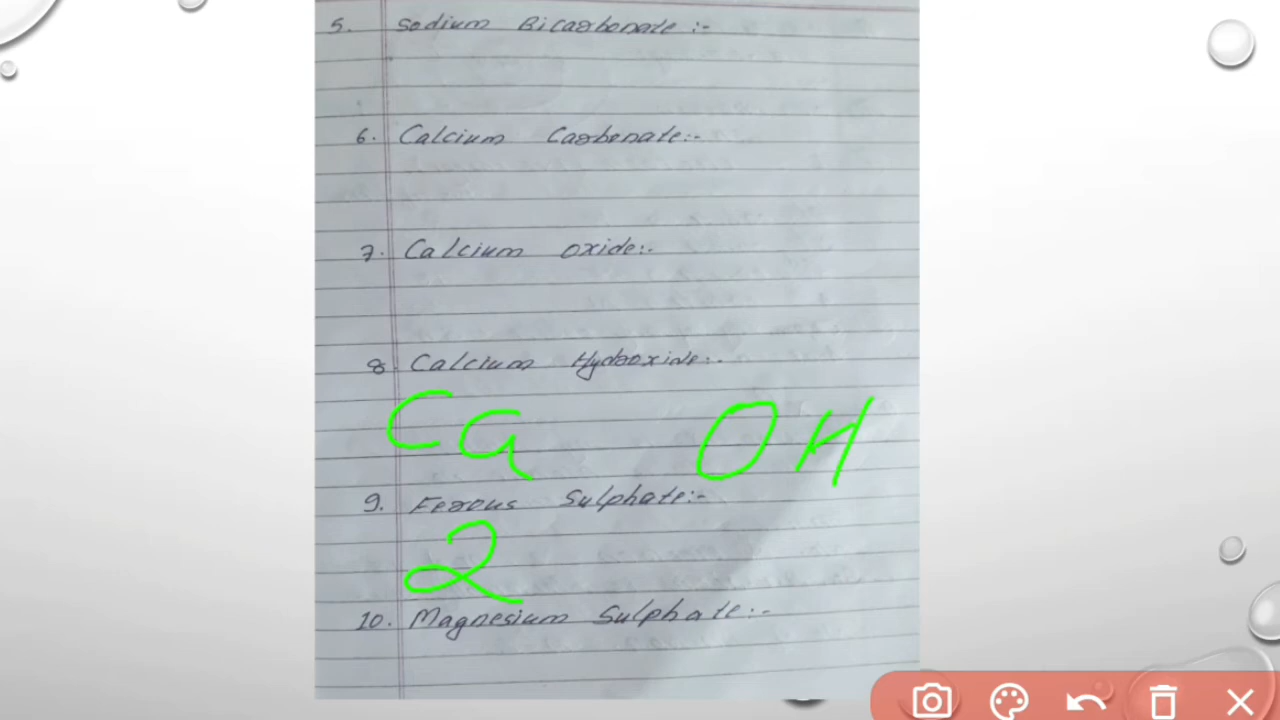 5. Sodium Bicarbonate :-
6. Calcium Carbonate:-
7. Calcium Oxide:-
8. Calcium Hydroxide:-
Ca OH
9. Ferous Sulphate:-
2
10. Magnesium Sulphate:-